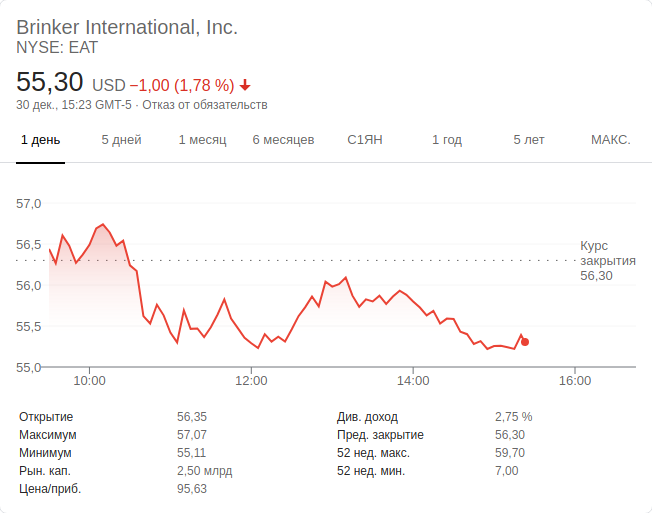 Brinker International, Inc.
NYSE: EAT
55,30 USD −1,00 (1,78 %)
30 дек., 15:23 GMT-5 · Отказ от обязательств
1 день 5 дней 1 месяц 6 месяцев С1ЯН 1 год 5 лет МАКС.
57,0
56,5
56,0
55,5
55,0
Курс
закрытия
56,30
10:00 12:00 14:00 16:00
Открытие 56,35
Максимум 57,07
Минимум 55,11
Рын. кап. 2,50 млрд
Цена/приб. 95,63
Див. доход 2,75 %
Пред. закрытие 56,30
52 нед. макс. 59,70
52 нед. мин. 7,00